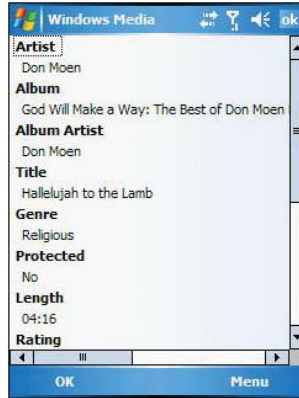 Windows Media
ok
Artist
Don Moen
Album
God Will Make a Way: The Best of Don Moen
Album Artist
Don Moen
Title
Hallelujah to the Lamb
Genre
Religious
Protected
No
Length
04:16
Rating
OK
Menu